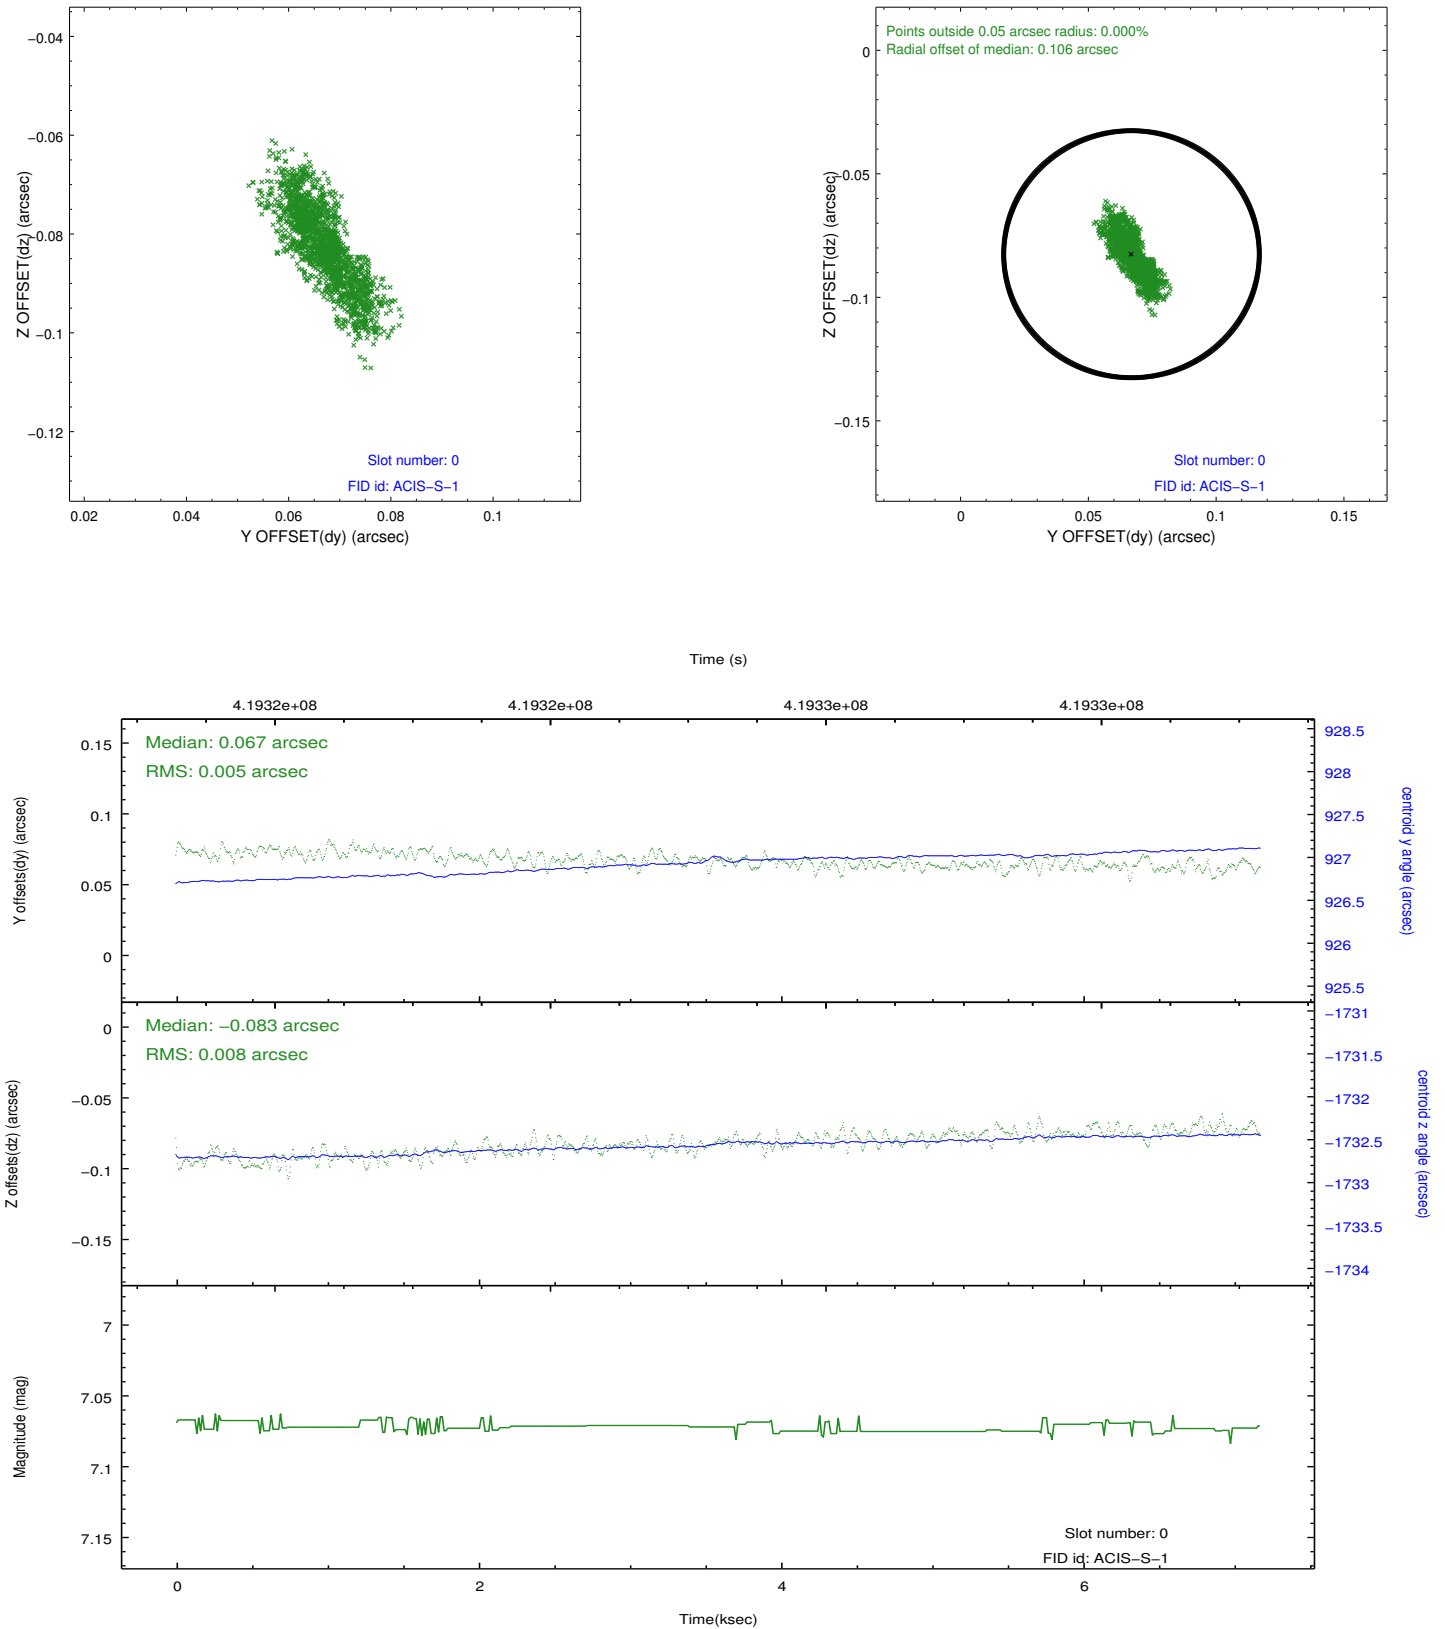 −0.04
−0.06
−0.08
−0.1
−0.12
Z OFFSET(dz) (arcsec)
Slot number: 0
FID id: ACIS−S−1
0.02 0.04 0.06 0.08 0.1
Y OFFSET(dy) (arcsec)
Points outside 0.05 arcsec radius: 0.000%
Radial offset of median: 0.106 arcsec
0
−0.05
−0.1
−0.15
Z OFFSET(dz) (arcsec)
Slot number: 0
FID id: ACIS−S−1
0 0.05 0.1 0.15
Y OFFSET(dy) (arcsec)
Time (s)
4.1932e+08 4.1932e+08 4.1933e+08 4.1933e+08
Median: 0.067 arcsec
RMS: 0.005 arcsec
0.15
0.1
0.05
0
Y offsets(dy) (arcsec)
928.5
928
927.5
927
926.5
926
925.5
centroid y angle (arcsec)
Median: −0.083 arcsec
RMS: 0.008 arcsec
0
−0.05
−0.1
−0.15
Z offsets(dz) (arcsec)
−1731
−1731.5
−1732
−1732.5
−1733
−1733.5
−1734
centroid z angle (arcsec)
7
7.05
7.1
7.15
Magnitude (mag)
Slot number: 0
FID id: ACIS−S−1
0 2 4 6
Time(ksec)